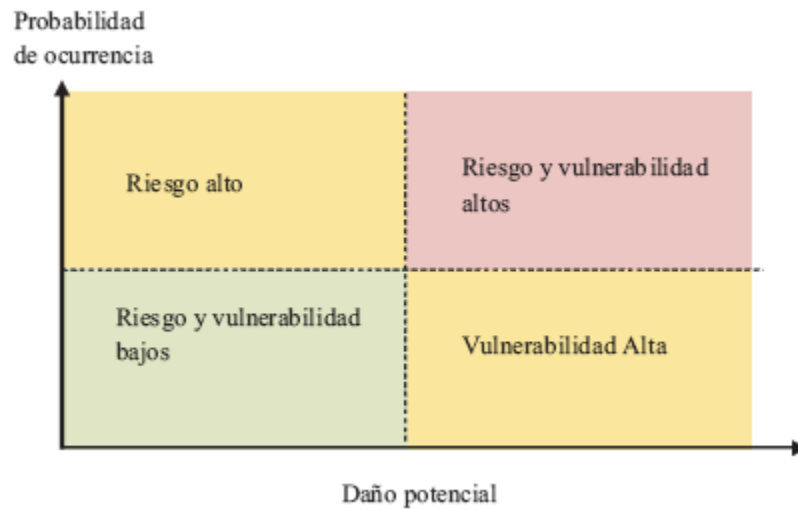 Probabilidad
de ocurrencia
Riesgo alto
Riesgo y vulnerabilidad
altos
Riesgo y vulnerabilidad
bajos
Vulnerabilidad Alta
Daño potencial